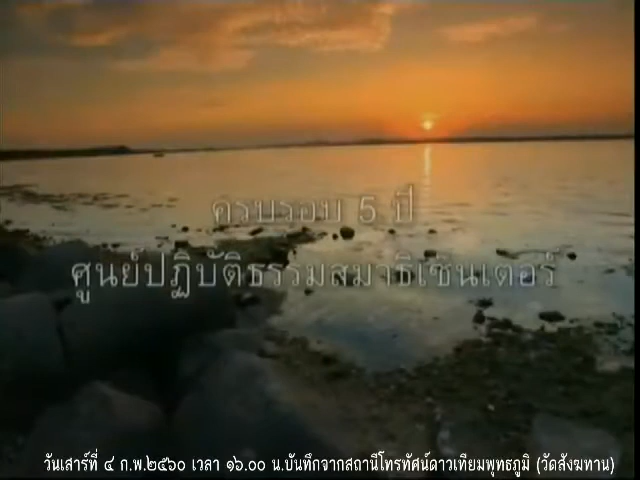 ครบรอบ 5 ปี
ศูนย์ปฏิบัติธรรมสมาธิเซ็นเตอร์
วันเสาร์ที่ ๔ ก.พ.๒๕๖๐ เวลา ๑๖.๐๐ น.บันทึกจากสถานีโทรทัศน์ดาวเทียมพุทธภูมิ (วัดสังฆทาน)